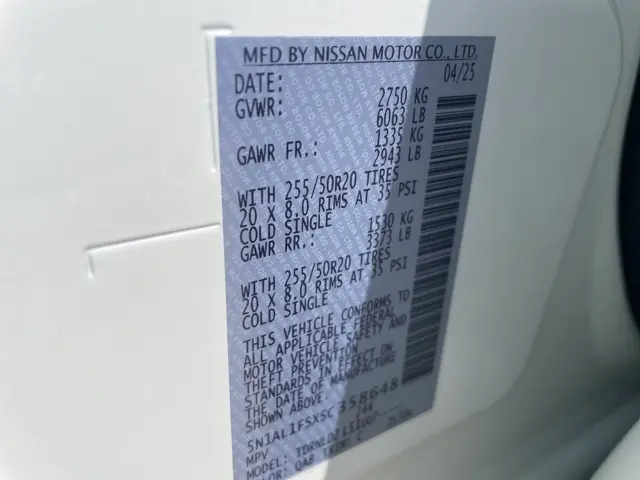 MFD BY NISSAN MOTOR CO., LTD.
DATE: 04/25
GVWR: 2750 KG
6063 LB
GAWR FR.: 1335 KG
2943 LB
WITH 255/50R20 TIRES
20 X 8.0 RIMS AT 35 PSI
COLD SINGLE
GAWR RR.: 1530 KG
3373 LB
WITH 255/50R20 TIRES
20 X 8.0 RIMS AT 35 PSI
COLD SINGLE
THIS VEHICLE CONFORMS TO
ALL APPLICABLE FEDERAL
MOTOR VEHICLE SAFETY AND
THEFT PREVENTION
STANDARDS IN EFFECT ON
THE DATE OF MANUFACTURE
SHOWN ABOVE.
5N1AL1FSXSC358648
MPV
MODEL:
COLOR: QAB TRIM: